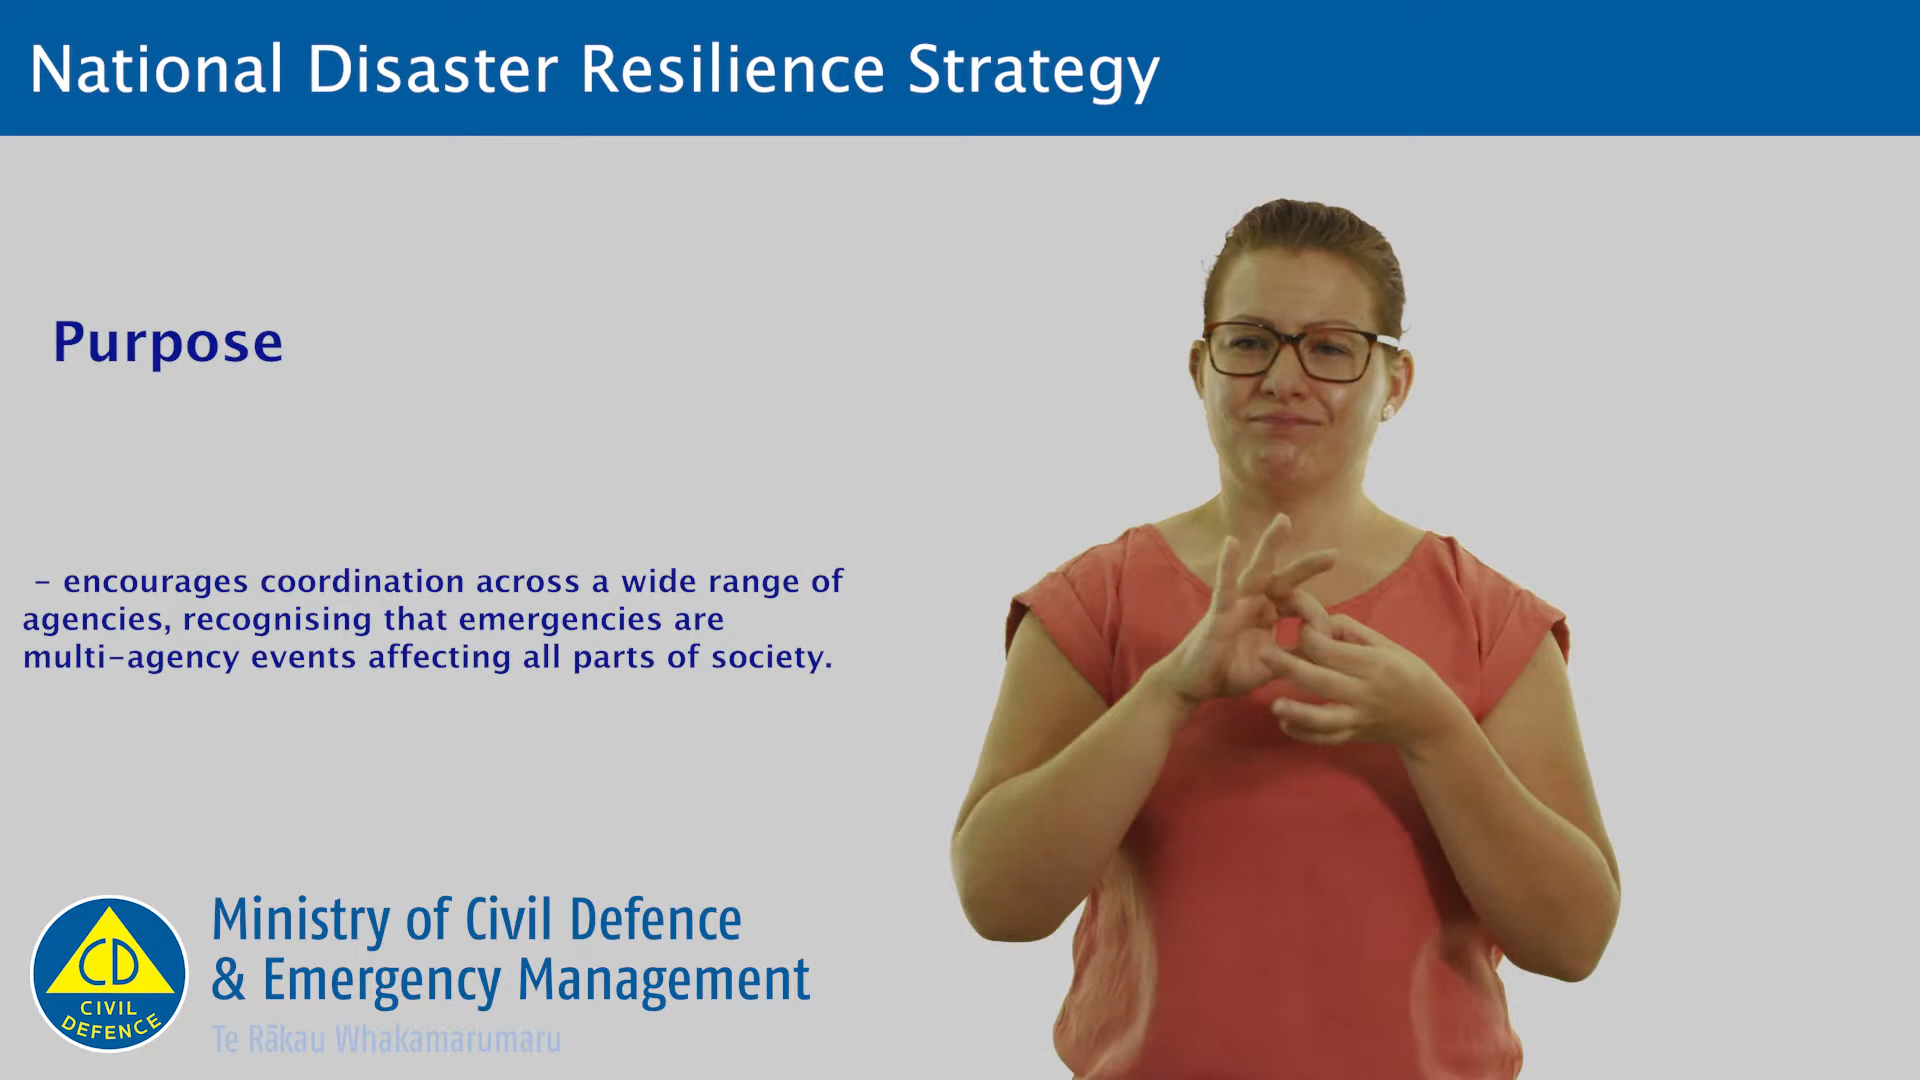 National Disaster Resilience Strategy
Purpose
– encourages coordination across a wide range of
agencies, recognising that emergencies are
multi–agency events affecting all parts of society.
CD
CIVIL
DEFENCE
Ministry of Civil Defence
& Emergency Management
Te Rākau Whakamarumaru